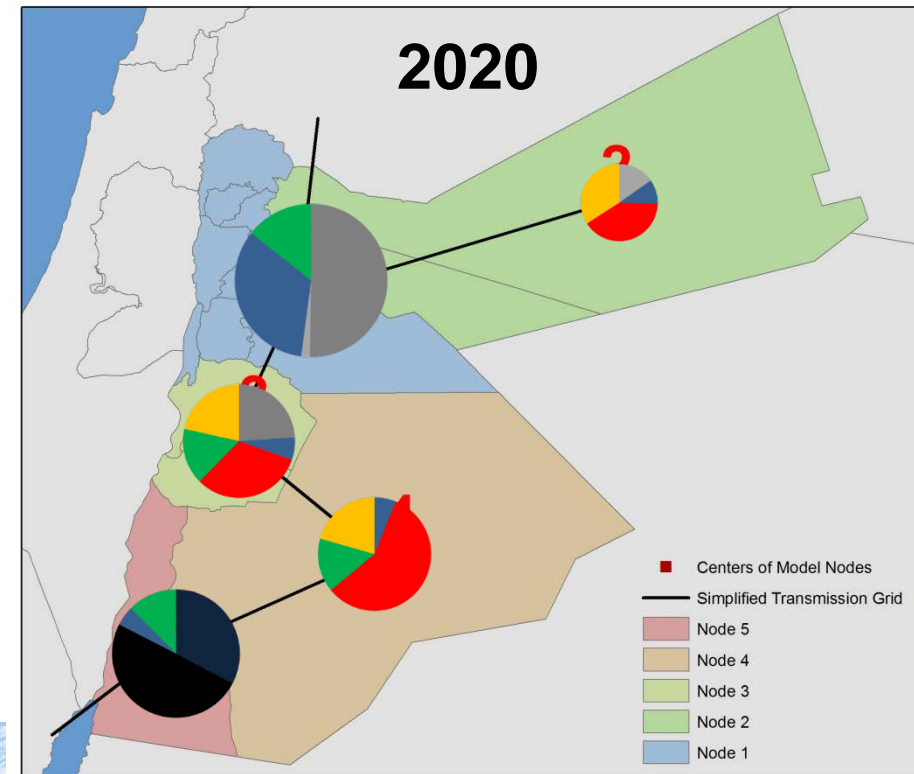 2020
Centers of Model Nodes
Simplified Transmission Grid
Node 5
Node 4
Node 3
Node 2
Node 1